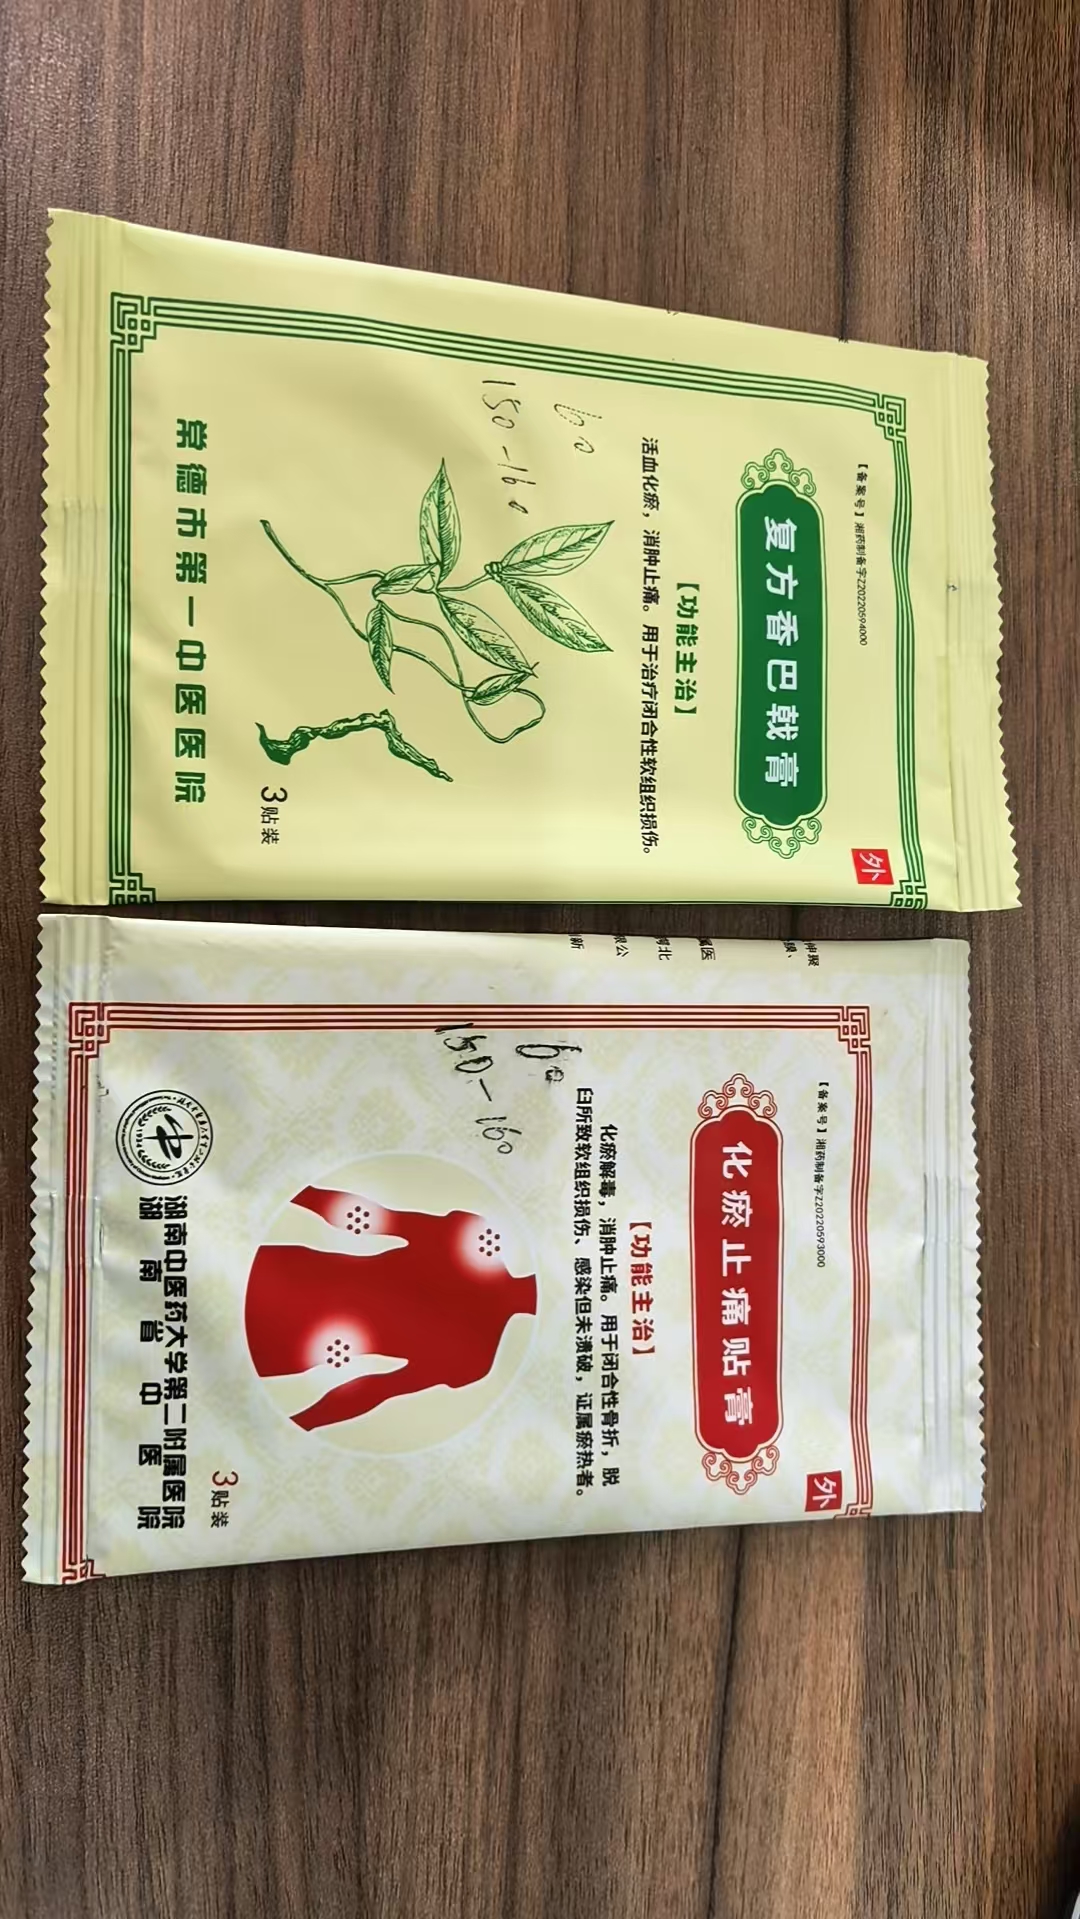 【备案号】湘药制备字Z20220594000
复方香巴戟膏
外
【功能主治】
活血化瘀，消肿止痛。用于治疗闭合性软组织损伤。
60
150-160
3贴装
常德市第一中医医院
【备案号】湘药制备字Z20220593000
化瘀止痛贴膏
外
【功能主治】
化瘀解毒，消肿止痛。用于闭合性骨折，脱
臼所致软组织损伤、感染但未溃破，证属瘀热者。
60
150-160
3贴装
湖南中医药大学第二附属医院
湖南省中医院